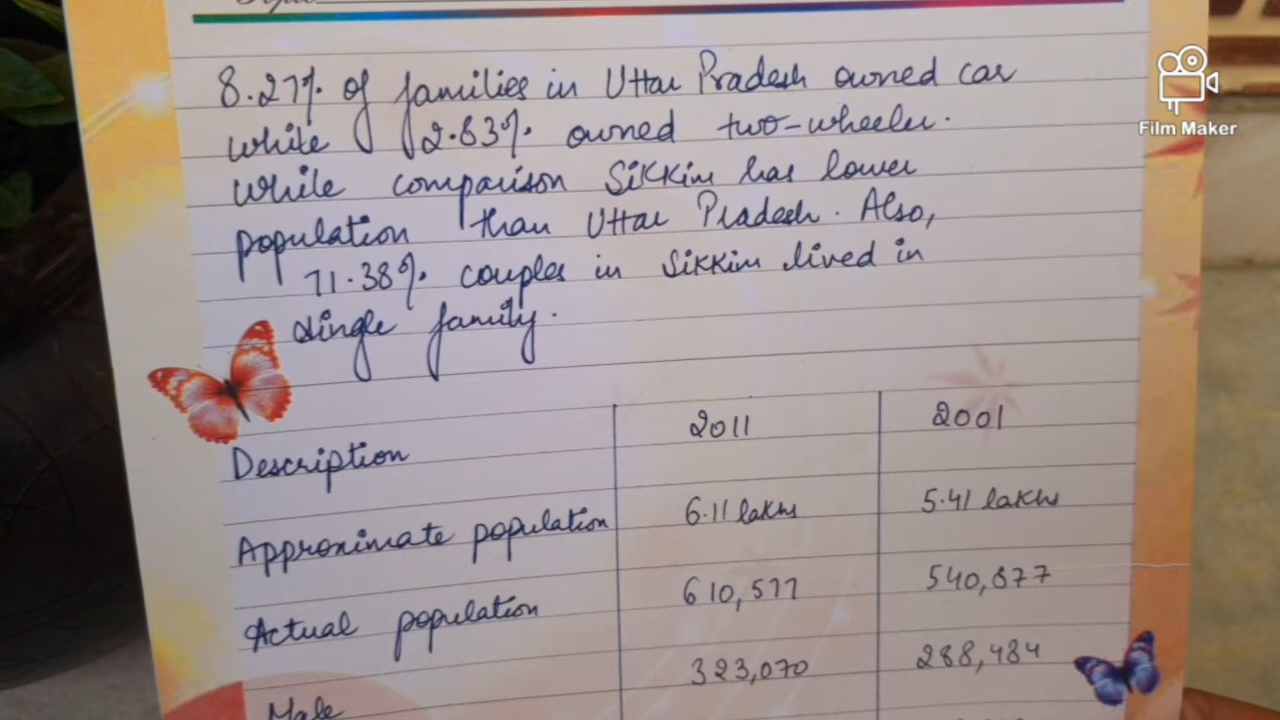 8.27% of families in Uttar Pradesh owned car
while 2.83% owned two-wheeler.
While comparison Sikkim has lower
population than Uttar Pradesh. Also,
71.38% couples in Sikkim lived in
single family.
Film Maker
Description 2011 2001
Approximate population 6.11 lakhs 5.41 lakhs
Actual population 610,577 540,877
Male 323,070 288,484